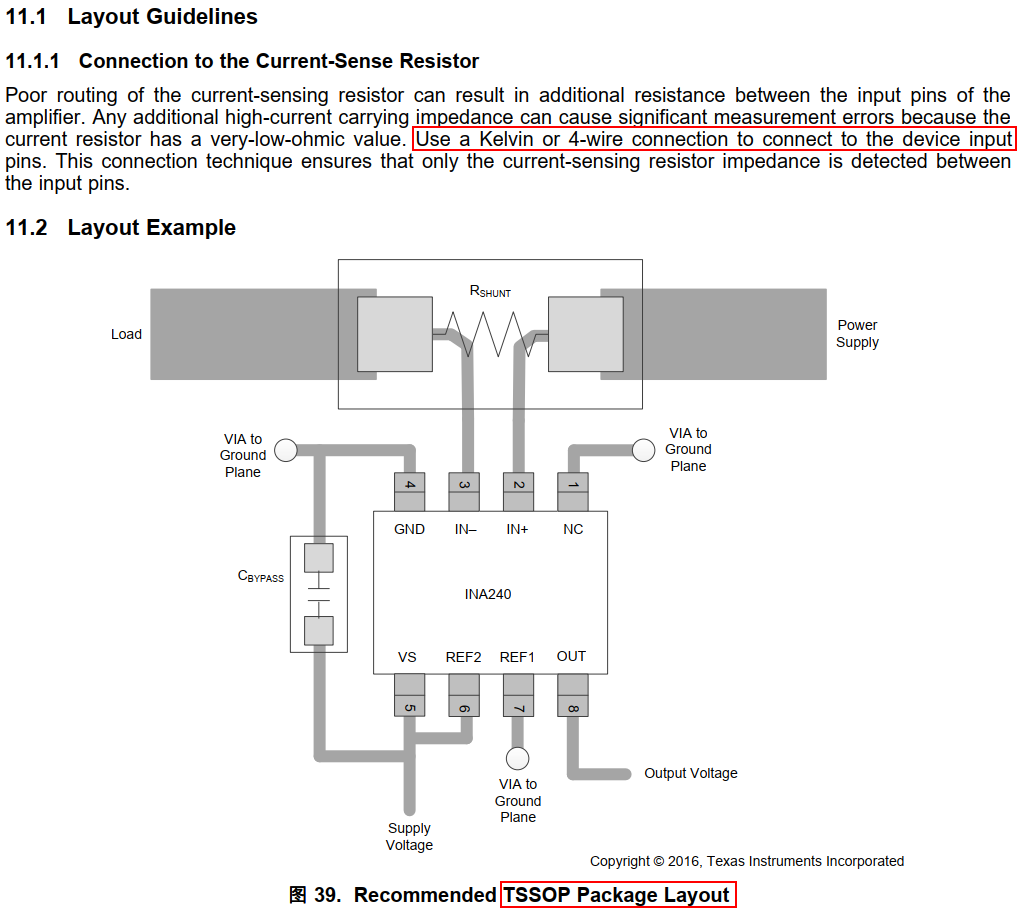 11.1 Layout Guidelines
11.1.1 Connection to the Current-Sense Resistor
Poor routing of the current-sensing resistor can result in additional resistance between the input pins of the
amplifier. Any additional high-current carrying impedance can cause significant measurement errors because the
current resistor has a very-low-ohmic value. Use a Kelvin or 4-wire connection to connect to the device input
pins. This connection technique ensures that only the current-sensing resistor impedance is detected between
the input pins.
11.2 Layout Example
RSHUNT
Load
Power
Supply
VIA to
Ground
Plane
VIA to
Ground
Plane
4
3
2
1
GND
IN–
IN+
NC
CBYPASS
INA240
VS
REF2
REF1
OUT
5
6
7
8
Output Voltage
VIA to
Ground
Plane
Supply
Voltage
Copyright © 2016, Texas Instruments Incorporated
图 39. Recommended TSSOP Package Layout